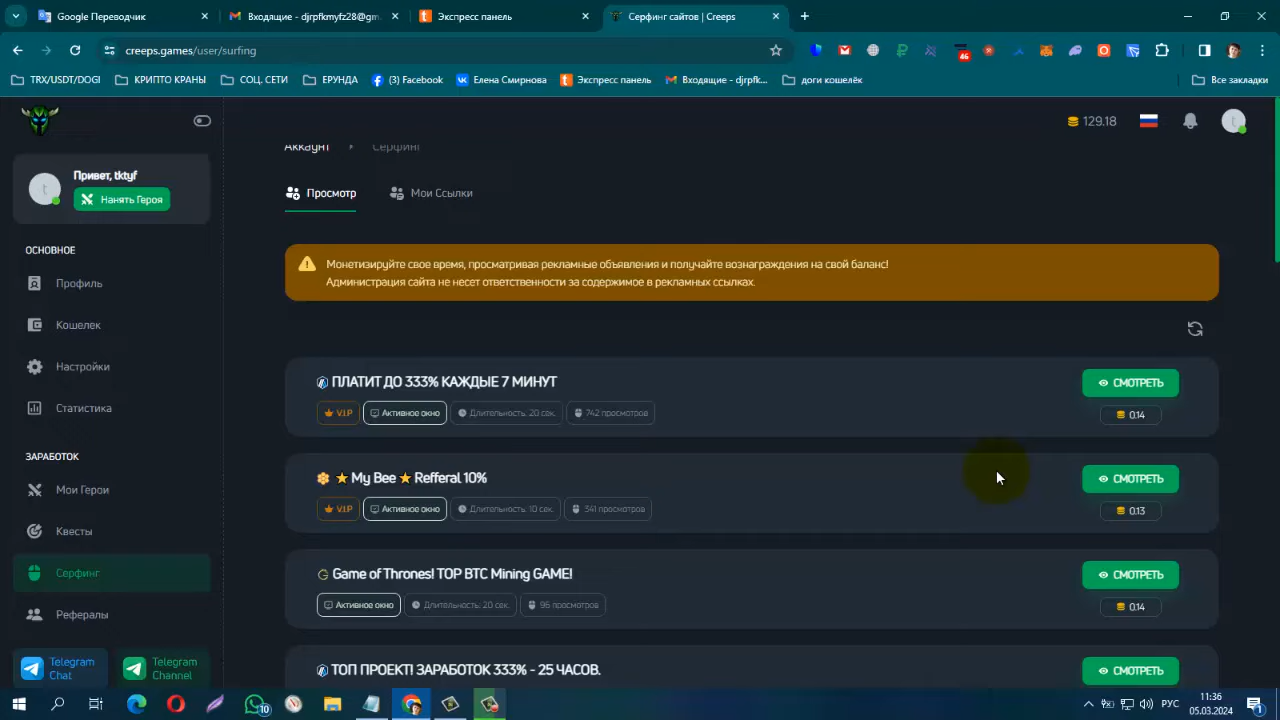 Google Переводчик
Входящие - djrpfkmyfz28@gm
Экспресс панель
Серфинг сайтов | Creeps
creeps.games/user/surfing
46
TRX/USDT/DOGI
КРИПТО КРАНЫ
СОЦ. СЕТИ
ЕРУНДА
(3) Facebook
Елена Смирнова
Экспресс панель
Входящие - djrpfk...
доги кошелёк
Все закладки
129.18
t
Аккаунт
Серфинг
t
Привет, tktyf
Нанять Героя
Просмотр
Мои Ссылки
ОСНОВНОЕ
Профиль
Кошелёк
Настройки
Статистика
ЗАРАБОТОК
Мои Герои
Квесты
Серфинг
Рефералы
Telegram
Chat
Telegram
Channel
Монетизируйте свое время, просматривая рекламные объявления и получайте вознаграждения на свой баланс!
Администрация сайта не несет ответственности за содержимое в рекламных ссылках.
ПЛАТИТ ДО 333% КАЖДЫЕ 7 МИНУТ
СМОТРЕТЬ
V.I.P Активное окно Длительность: 20 сек. 742 просмотров
0.14
My Bee Refferal 10%
СМОТРЕТЬ
V.I.P Активное окно Длительность: 10 сек. 341 просмотров
0.13
Game of Thrones! TOP BTC Mining GAME!
СМОТРЕТЬ
Активное окно Длительность: 20 сек. 96 просмотров
0.14
ТОП ПРОЕКТ! ЗАРАБОТОК 333% - 25 ЧАСОВ.
СМОТРЕТЬ
10
РУС
11:36
05.03.2024
1